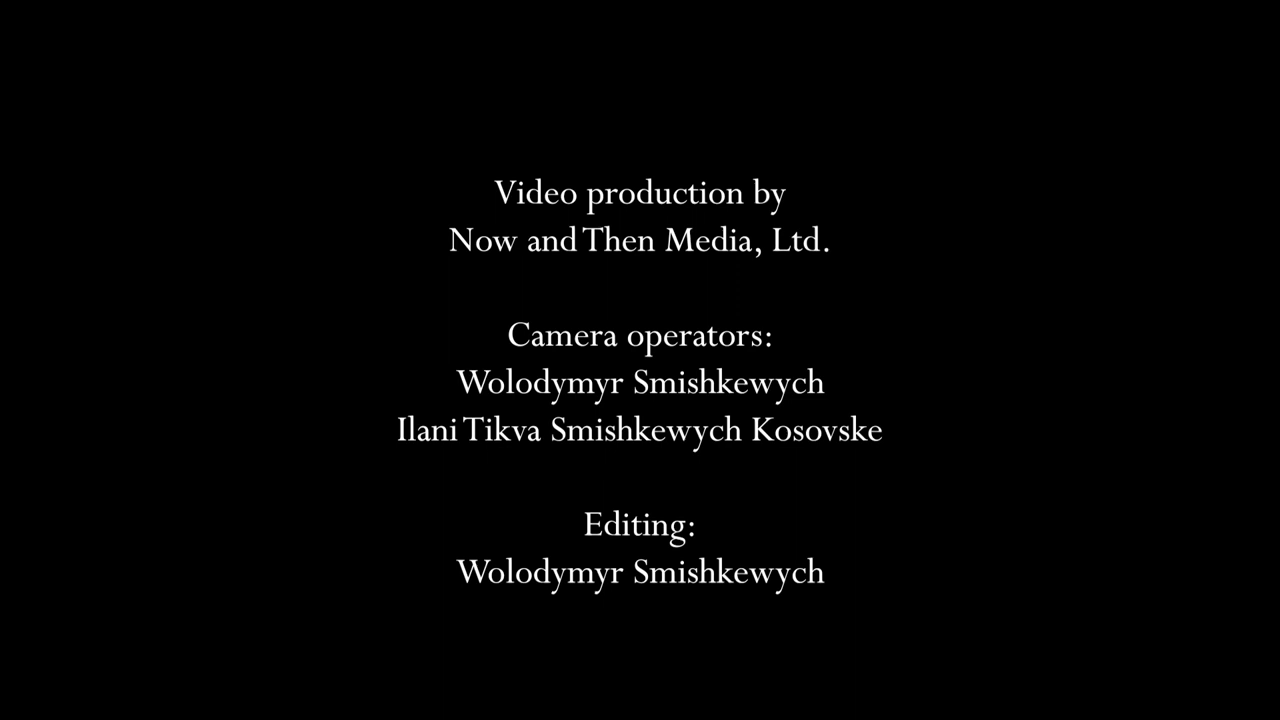 Video production by
Now and Then Media, Ltd.
Camera operators:
Wolodymyr Smishkewych
Ilani Tikva Smishkewych Kosovske
Editing:
Wolodymyr Smishkewych